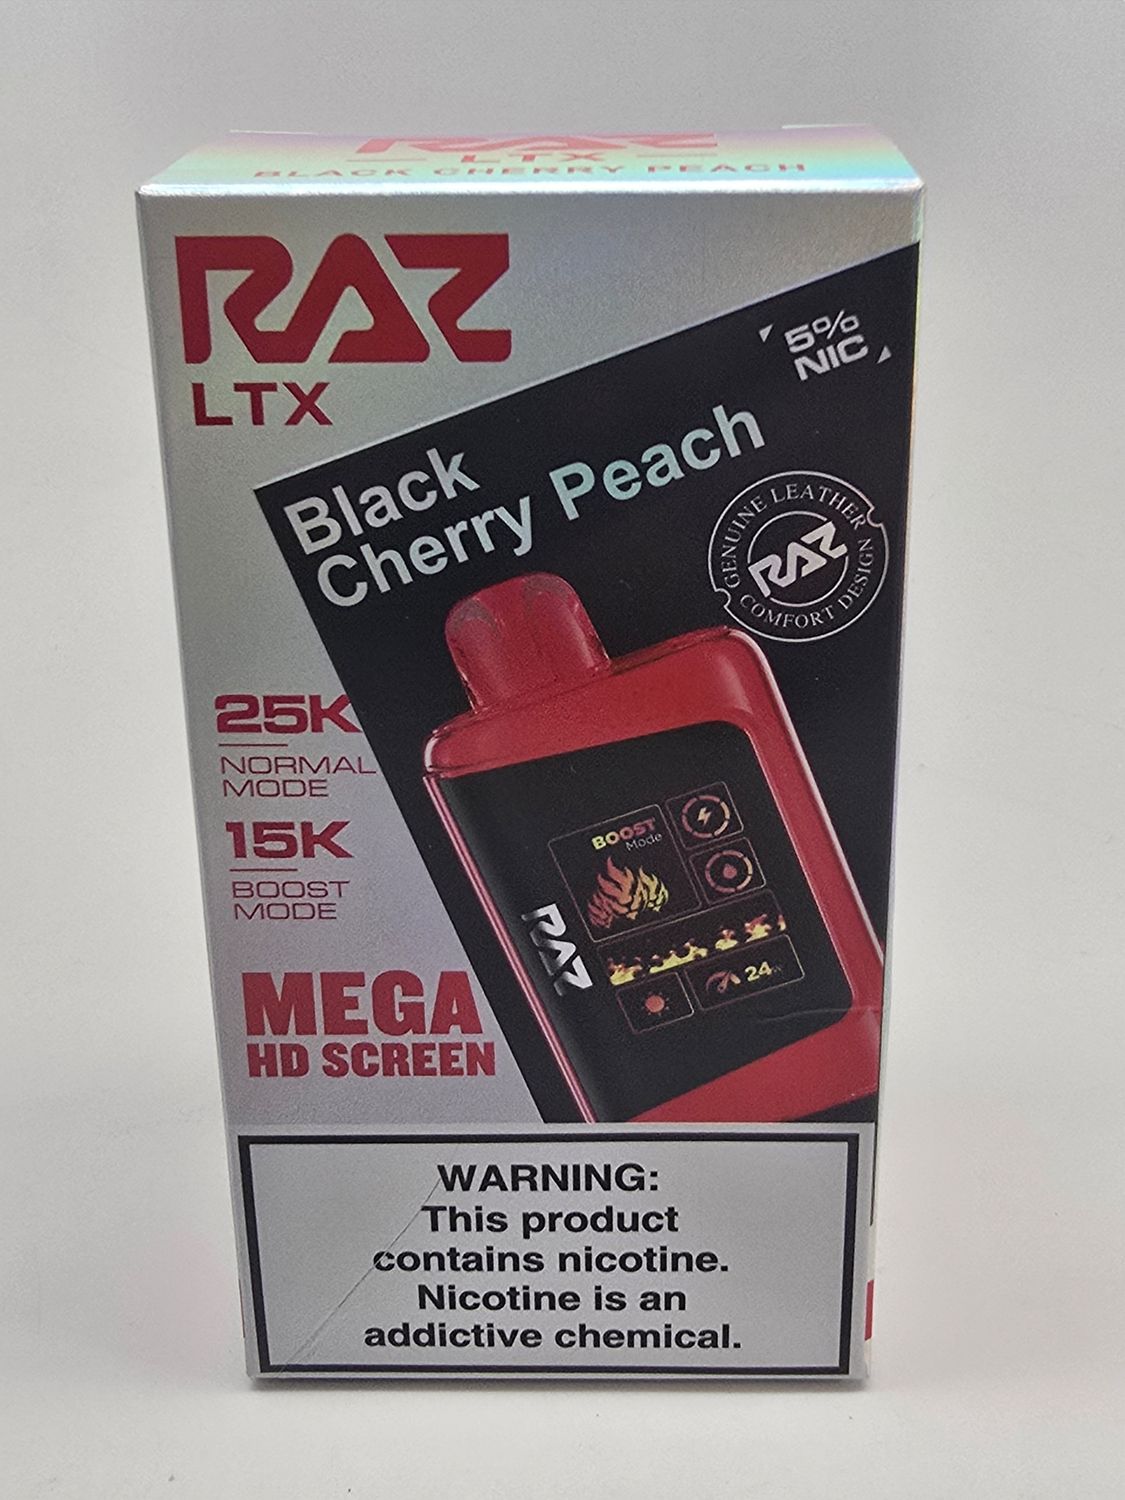 RAZ
LTX
BLACK CHERRY PEACH
RAZ
LTX
5%
NIC
Black
Cherry Peach
GENUINE LEATHER
RAZ
COMFORT DESIGN
25K
NORMAL
MODE
15K
BOOST
MODE
MEGA
HD SCREEN
BOOST
Mode
RAZ
24W
WARNING:
This product
contains nicotine.
Nicotine is an
addictive chemical.